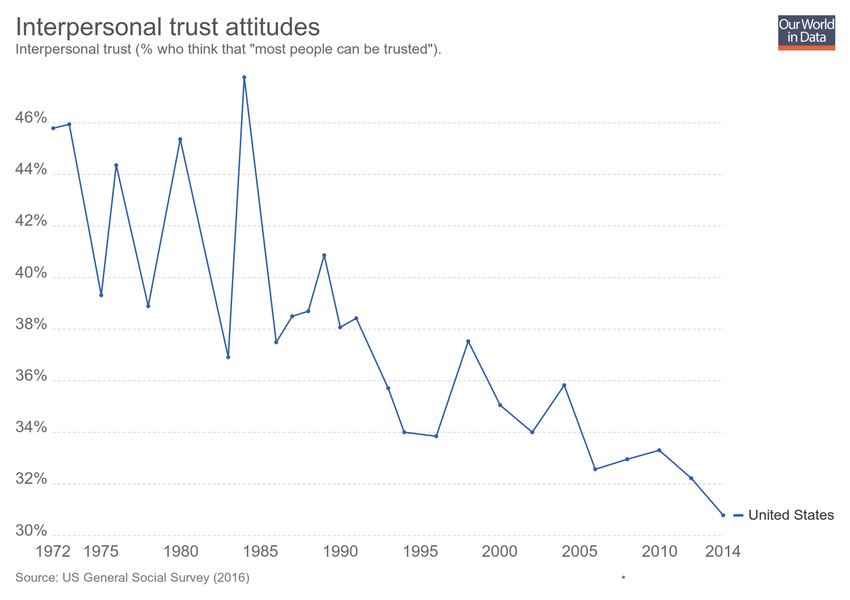 Interpersonal trust attitudes
Interpersonal trust (% who think that "most people can be trusted").
Our World
in Data
46%
44%
42%
40%
38%
36%
34%
32%
30%
1972 1975 1980 1985 1990 1995 2000 2005 2010 2014
United States
Source: US General Social Survey (2016)